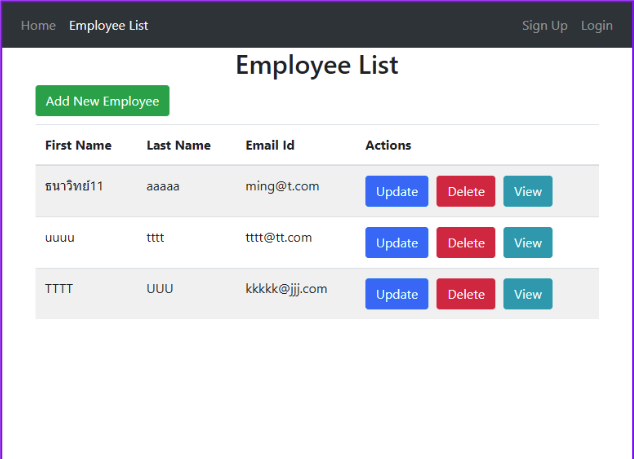 Home Employee List Sign Up Login
Employee List
Add New Employee
First Name Last Name Email Id Actions
ธนาวิทย์11 aaaaa ming@t.com Update Delete View
uuuu tttt tttt@tt.com Update Delete View
TTTT UUU kkkkk@jjj.com Update Delete View